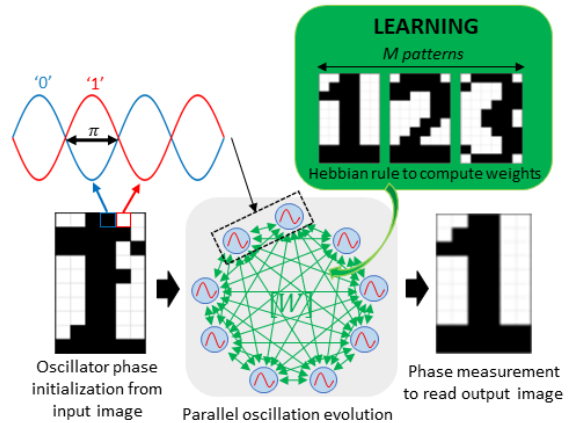 LEARNING
M patterns
Hebbian rule to compute weights
'0'
'1'
π
[W]
Oscillator phase
initialization from
input image
Parallel oscillation evolution
Phase measurement
to read output image